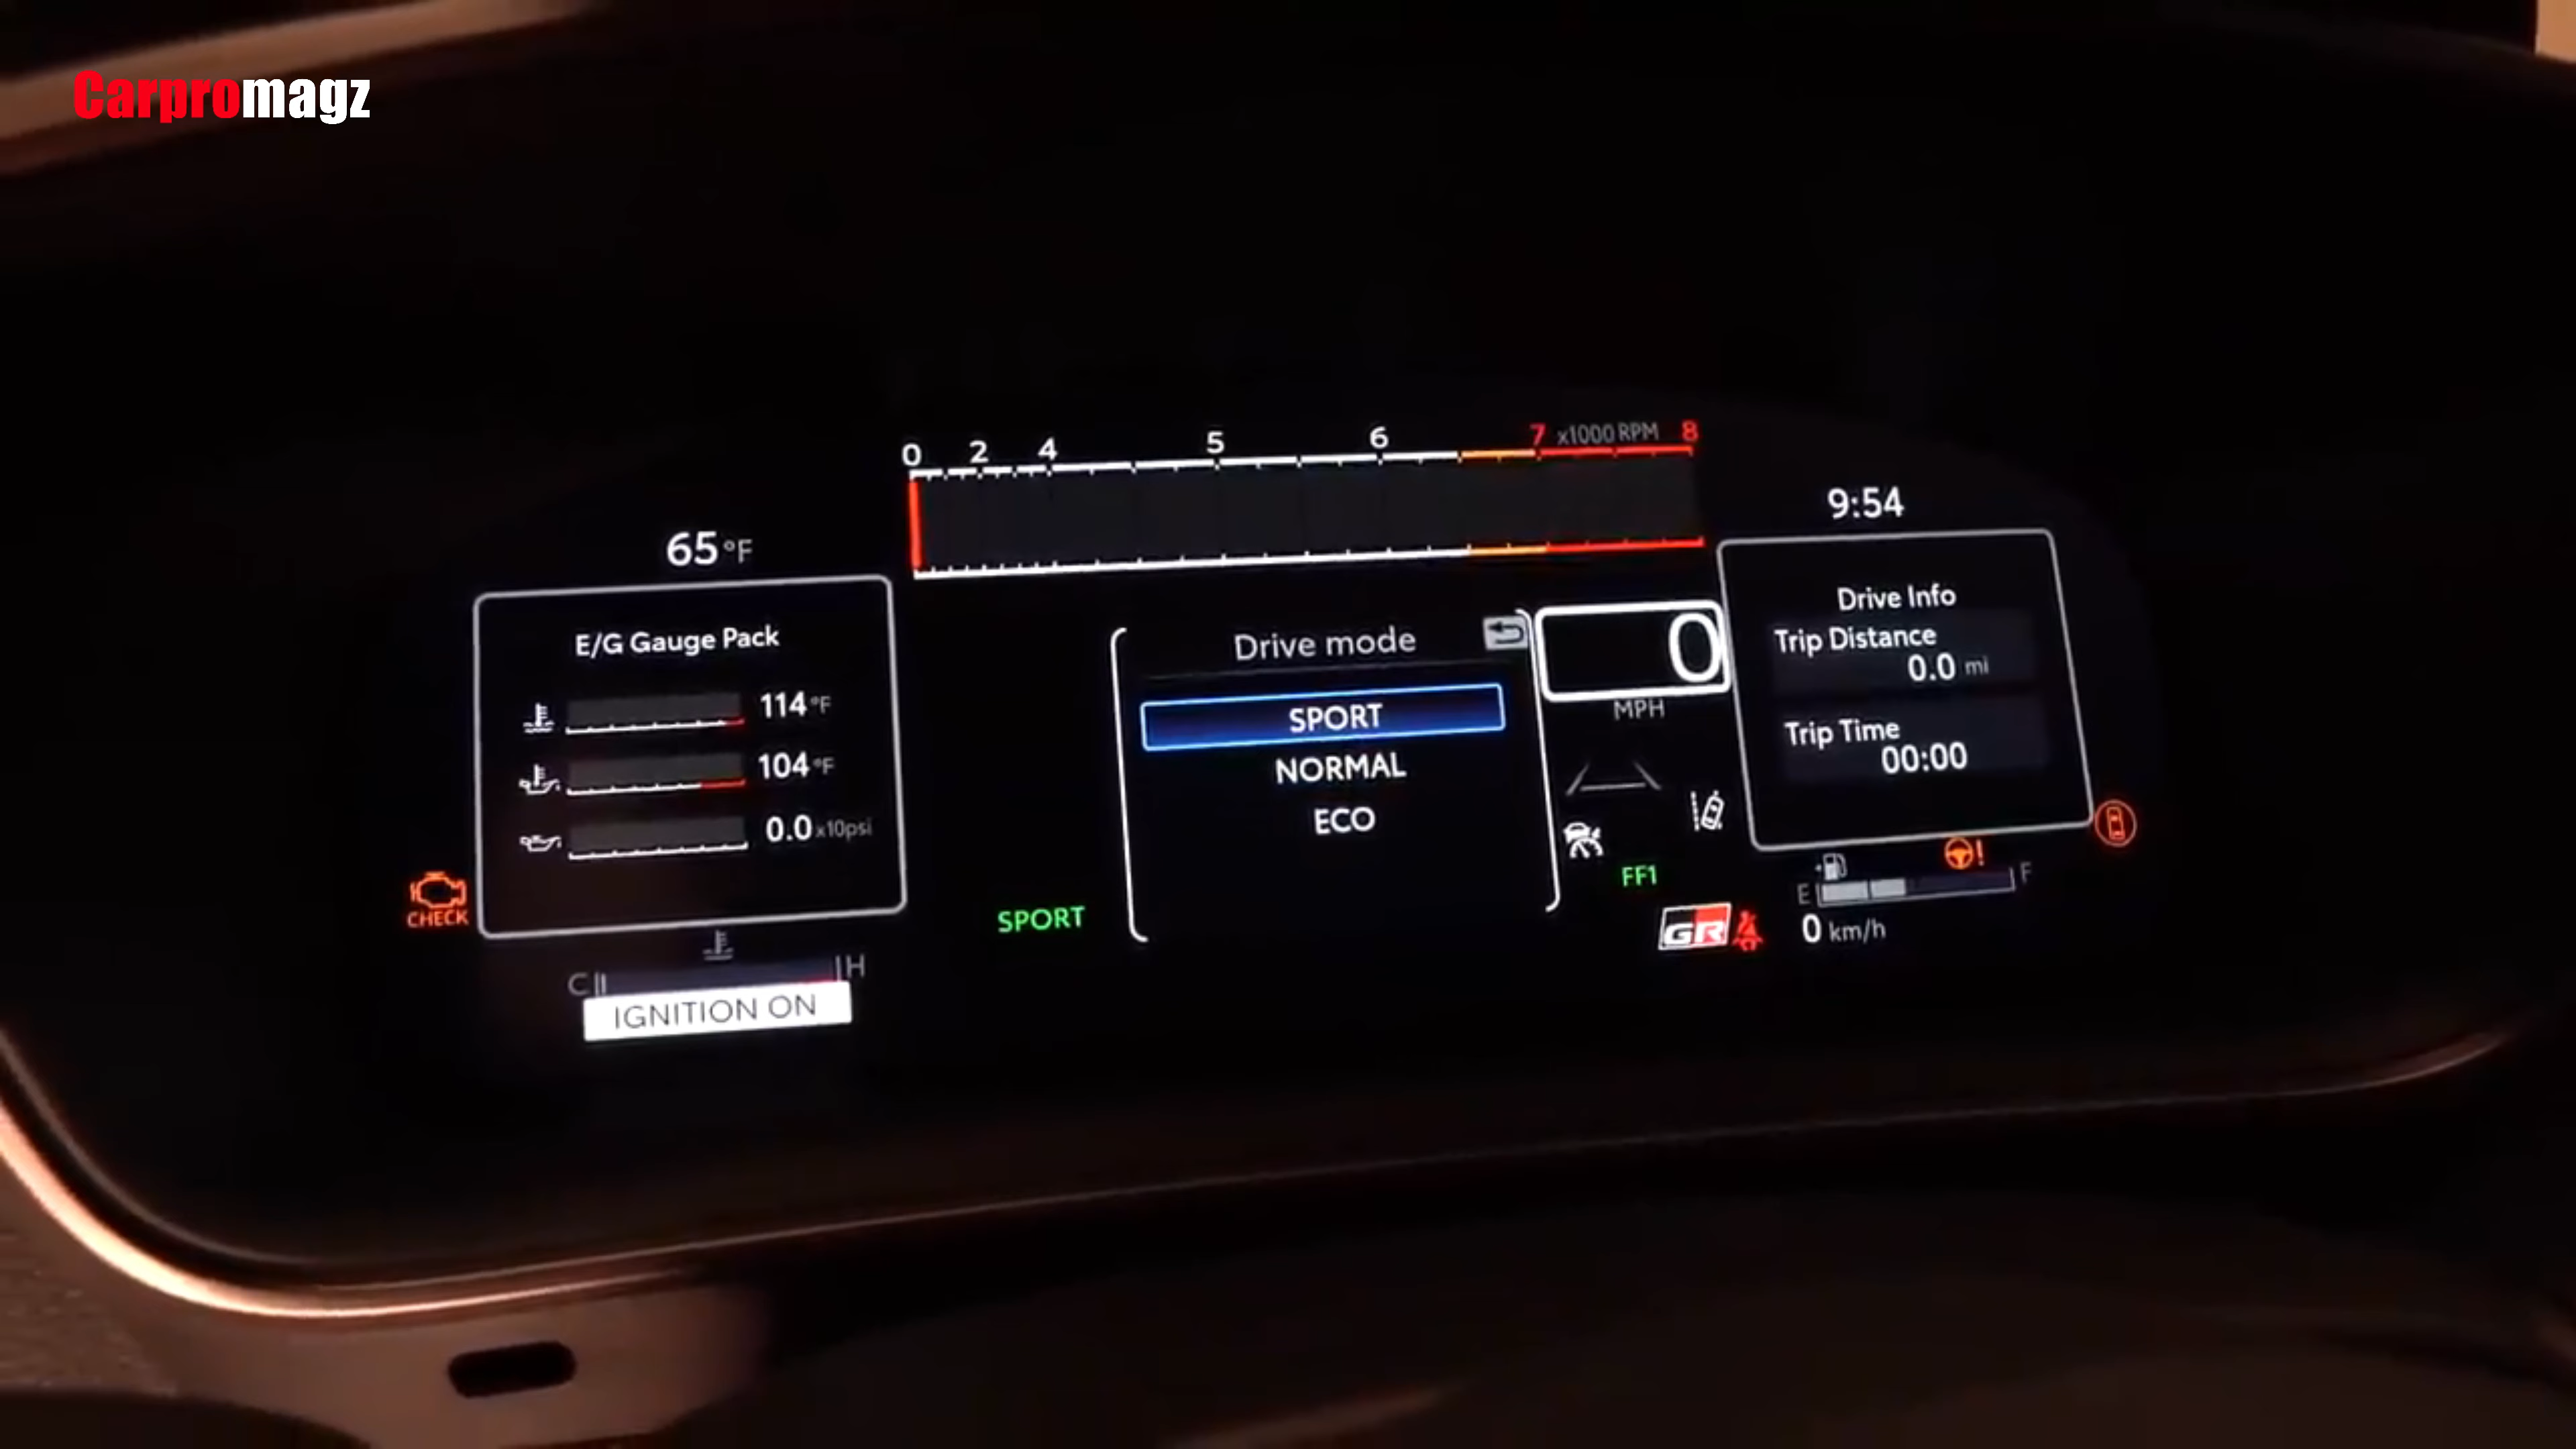 Carpromagz
0 2 4 5 6 7 x1000 RPM 8
65 °F
9:54
E/G Gauge Pack
114 °F
104 °F
0.0 x10psi
CHECK
C H
IGNITION ON
SPORT
Drive mode
SPORT
NORMAL
ECO
0
MPH
FF1
GR
Drive Info
Trip Distance
0.0 mi
Trip Time
00:00
E F
0 km/h